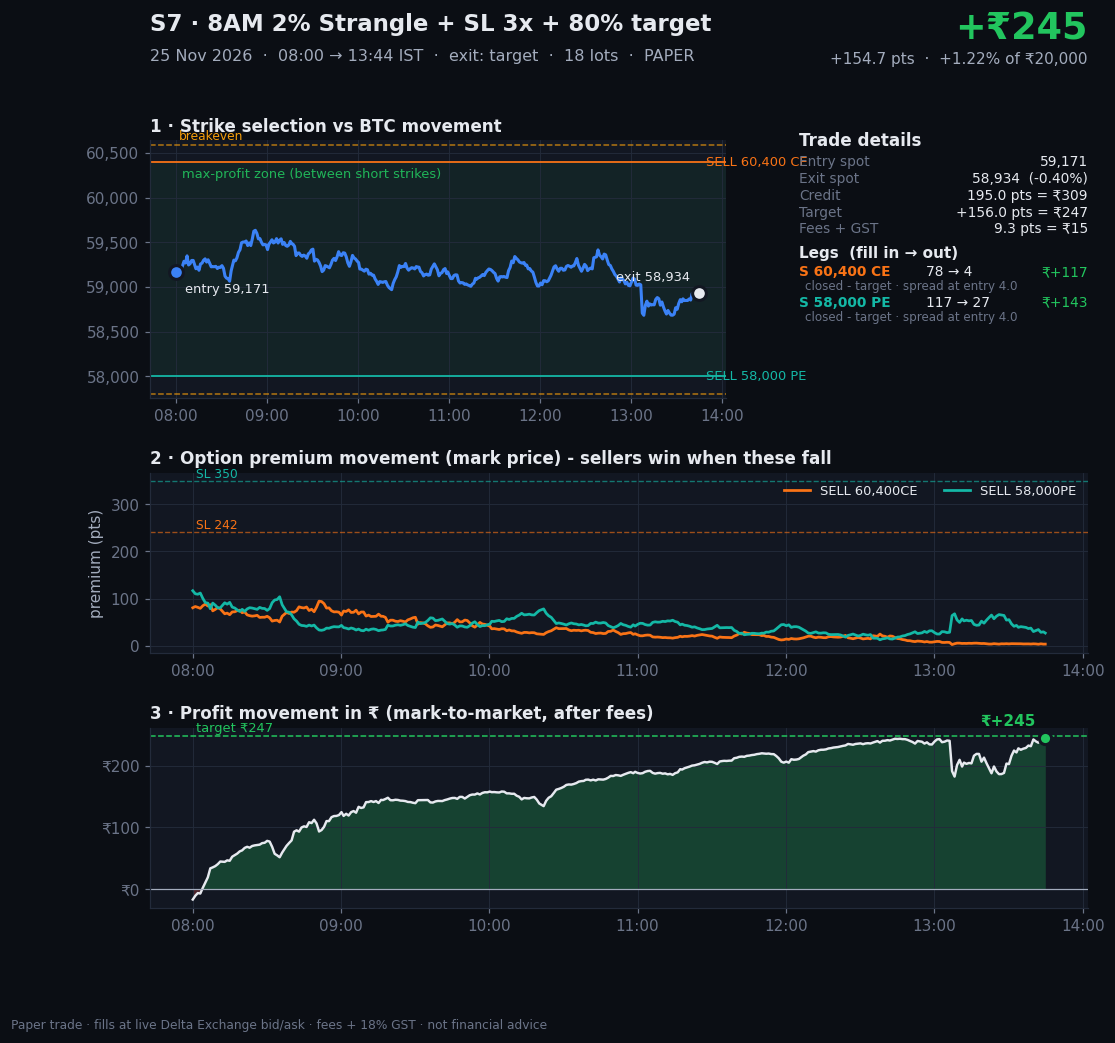 S7 · 8AM 2% Strangle + SL 3x + 80% target
+₹245
25 Nov 2026 · 08:00 → 13:44 IST · exit: target · 18 lots · PAPER
+154.7 pts · +1.22% of ₹20,000
1 · Strike selection vs BTC movement
breakeven
SELL 60,400 CE
max-profit zone (between short strikes)
entry 59,171
exit 58,934
SELL 58,000 PE
60,500
60,000
59,500
59,000
58,500
58,000
08:00 09:00 10:00 11:00 12:00 13:00 14:00
Trade details
Entry spot 59,171
Exit spot 58,934 (-0.40%)
Credit 195.0 pts = ₹309
Target +156.0 pts = ₹247
Fees + GST 9.3 pts = ₹15
Legs (fill in → out)
S 60,400 CE 78 → 4 ₹+117
closed - target · spread at entry 4.0
S 58,000 PE 117 → 27 ₹+143
closed - target · spread at entry 4.0
2 · Option premium movement (mark price) - sellers win when these fall
SL 350
SELL 60,400CE SELL 58,000PE
SL 242
premium (pts)
300
200
100
0
08:00 09:00 10:00 11:00 12:00 13:00 14:00
3 · Profit movement in ₹ (mark-to-market, after fees)
target ₹247
₹+245
₹200
₹100
₹0
08:00 09:00 10:00 11:00 12:00 13:00 14:00
Paper trade · fills at live Delta Exchange bid/ask · fees + 18% GST · not financial advice